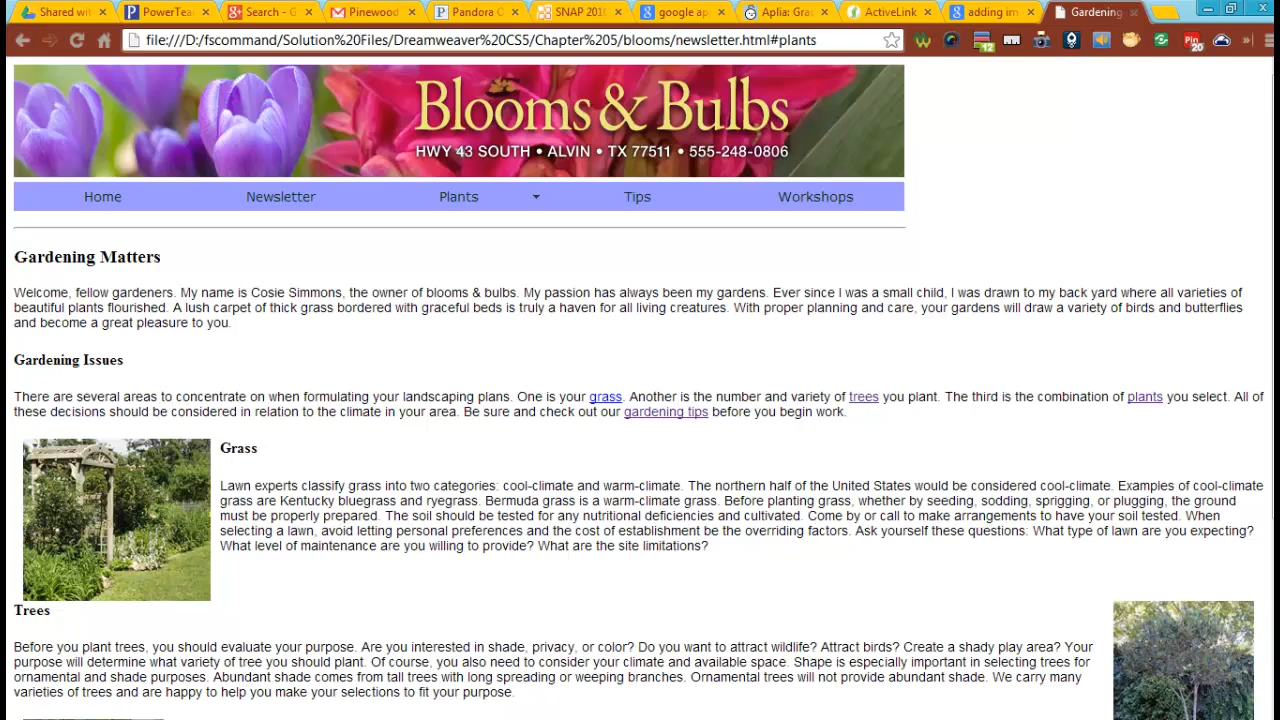 Shared wit
PowerTea
Search - G
Pinewood
Pandora O
SNAP 201
google ap
Aplia: Gra
ActiveLink
adding im
Gardening
file:///D:/fscommand/Solution%20Files/Dreamweaver%20CS5/Chapter%205/blooms/newsletter.html#plants
12
20
Blooms & Bulbs
HWY 43 SOUTH • ALVIN • TX 77511 • 555-248-0806
Home Newsletter Plants Tips Workshops
Gardening Matters
Welcome, fellow gardeners. My name is Cosie Simmons, the owner of blooms & bulbs. My passion has always been my gardens. Ever since I was a small child, I was drawn to my back yard where all varieties of
beautiful plants flourished. A lush carpet of thick grass bordered with graceful beds is truly a haven for all living creatures. With proper planning and care, your gardens will draw a variety of birds and butterflies
and become a great pleasure to you.
Gardening Issues
There are several areas to concentrate on when formulating your landscaping plans. One is your grass. Another is the number and variety of trees you plant. The third is the combination of plants you select. All of
these decisions should be considered in relation to the climate in your area. Be sure and check out our gardening tips before you begin work.
Grass
Lawn experts classify grass into two categories: cool-climate and warm-climate. The northern half of the United States would be considered cool-climate. Examples of cool-climate
grass are Kentucky bluegrass and ryegrass. Bermuda grass is a warm-climate grass. Before planting grass, whether by seeding, sodding, sprigging, or plugging, the ground
must be properly prepared. The soil should be tested for any nutritional deficiencies and cultivated. Come by or call to make arrangements to have your soil tested. When
selecting a lawn, avoid letting personal preferences and the cost of establishment be the overriding factors. Ask yourself these questions: What type of lawn are you expecting?
What level of maintenance are you willing to provide? What are the site limitations?
Trees
Before you plant trees, you should evaluate your purpose. Are you interested in shade, privacy, or color? Do you want to attract wildlife? Attract birds? Create a shady play area? Your
purpose will determine what variety of tree you should plant. Of course, you also need to consider your climate and available space. Shape is especially important in selecting trees for
ornamental and shade purposes. Abundant shade comes from tall trees with long spreading or weeping branches. Ornamental trees will not provide abundant shade. We carry many
varieties of trees and are happy to help you make your selections to fit your purpose.